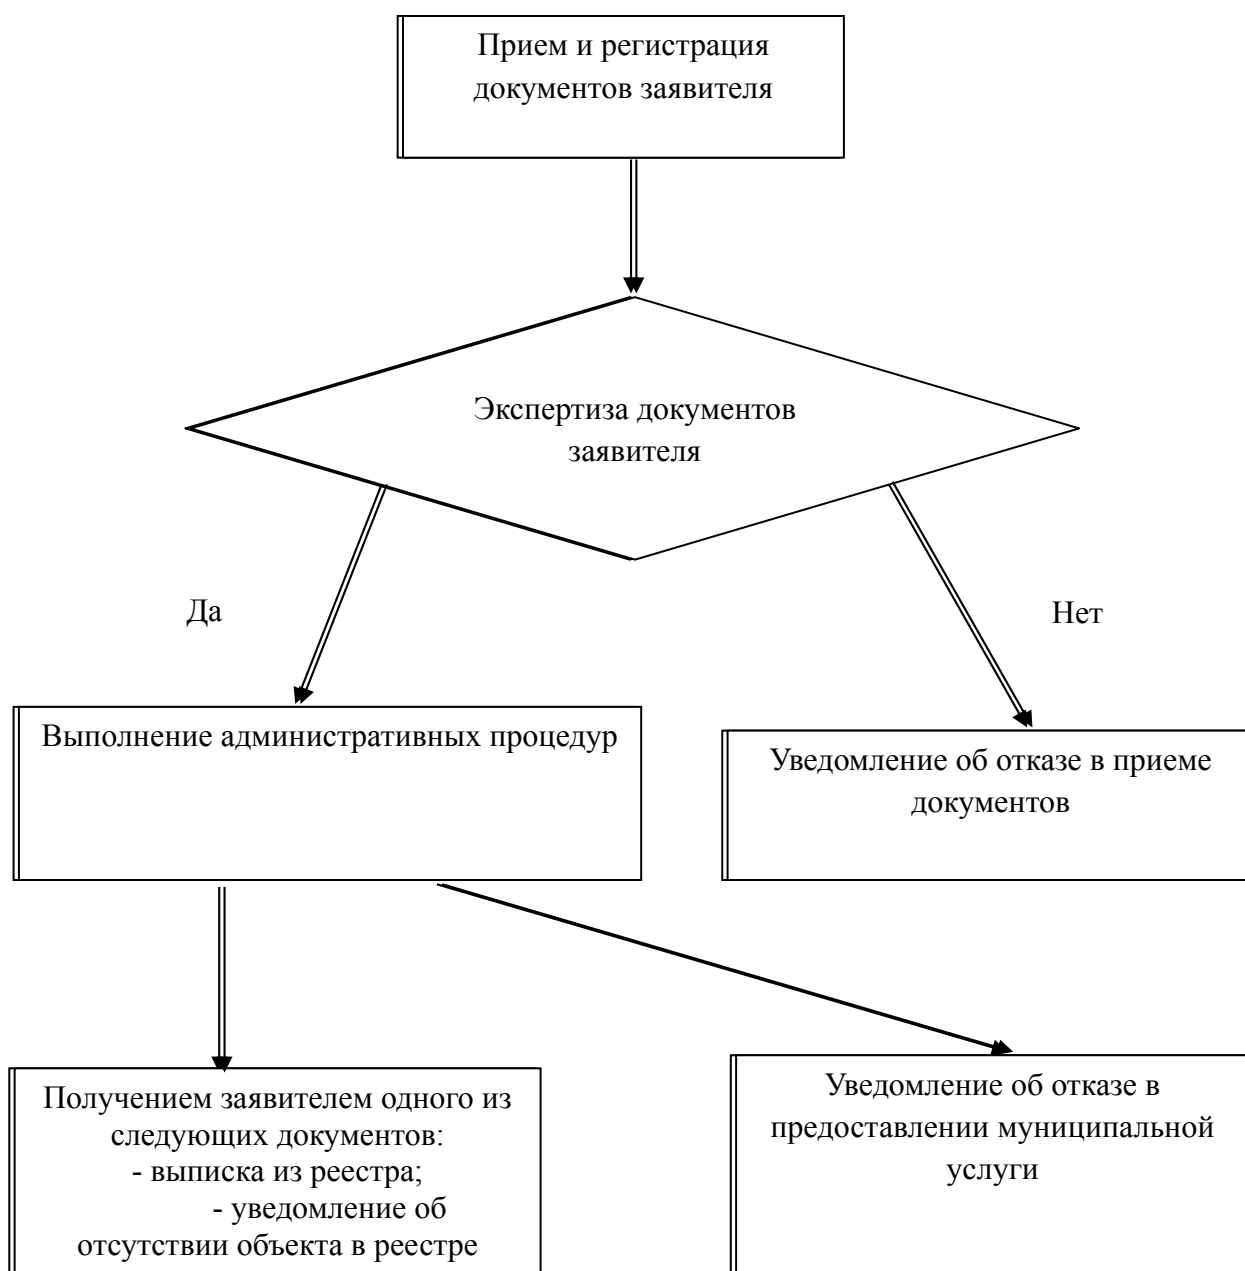 Прием и регистрация
документов заявителя
Экспертиза документов
заявителя
Да
Нет
Выполнение административных процедур
Уведомление об отказе в приеме
документов
Получением заявителем одного из
следующих документов:
- выписка из реестра;
- уведомление об
отсутствии объекта в реестре
Уведомление об отказе в
предоставлении муниципальной
услуги